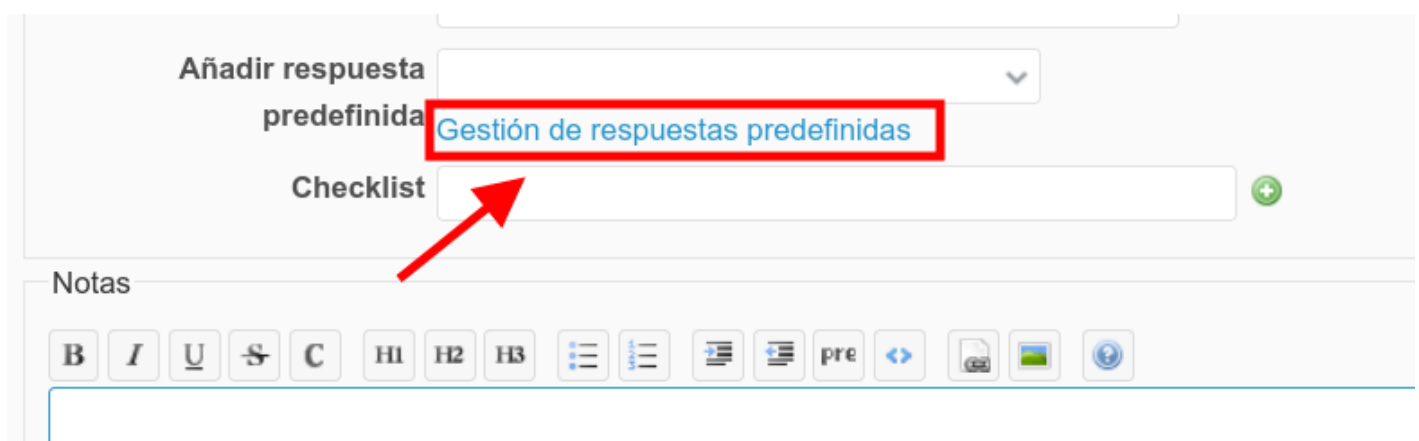 Añadir respuesta
predefinida
Gestión de respuestas predefinidas
Checklist
Notas
B I U S C H1 H2 H3 pre <>